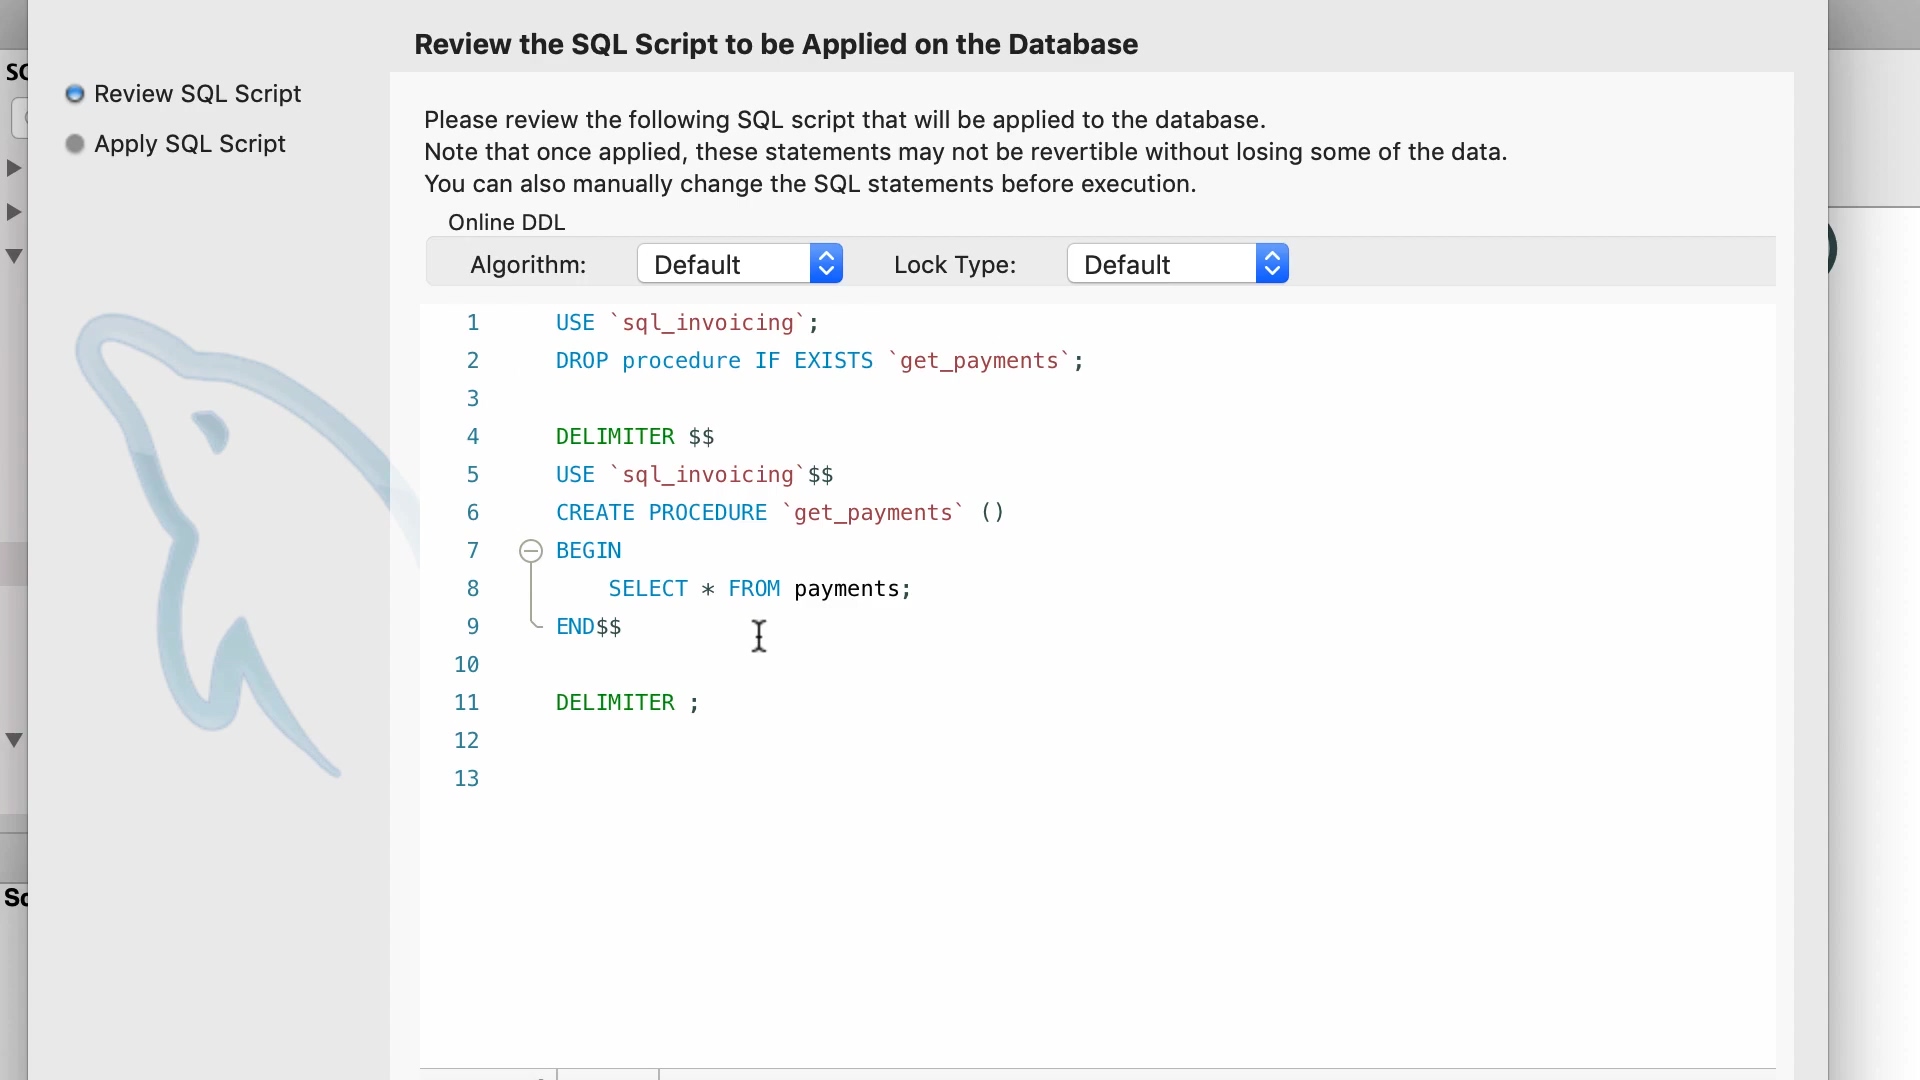 Review the SQL Script to be Applied on the Database
Review SQL Script
Apply SQL Script
Please review the following SQL script that will be applied to the database.
Note that once applied, these statements may not be revertible without losing some of the data.
You can also manually change the SQL statements before execution.
Online DDL
Algorithm: Default Lock Type: Default
1 USE `sql_invoicing`;
2 DROP procedure IF EXISTS `get_payments`;
3
4 DELIMITER $$
5 USE `sql_invoicing`$$
6 CREATE PROCEDURE `get_payments` ()
7 BEGIN
8 SELECT * FROM payments;
9 END$$
10
11 DELIMITER ;
12
13